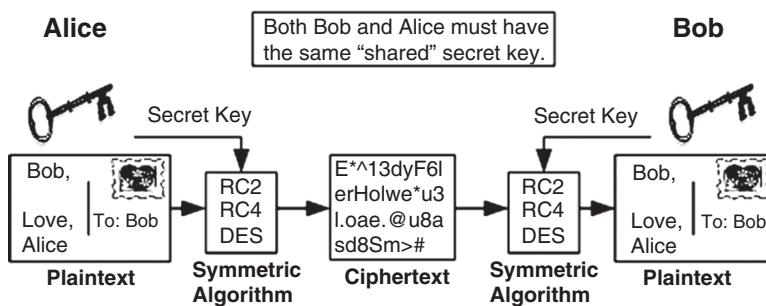 Alice
Both Bob and Alice must have
the same “shared” secret key.
Bob
Secret Key
Secret Key
Bob,
Love,
Alice
To: Bob
RC2
RC4
DES
E*^13dyF6l
erHolwe*u3
l.oae.@u8a
sd8Sm>#
RC2
RC4
DES
Bob,
Love,
Alice
To: Bob
Plaintext
Symmetric
Algorithm
Ciphertext
Symmetric
Algorithm
Plaintext